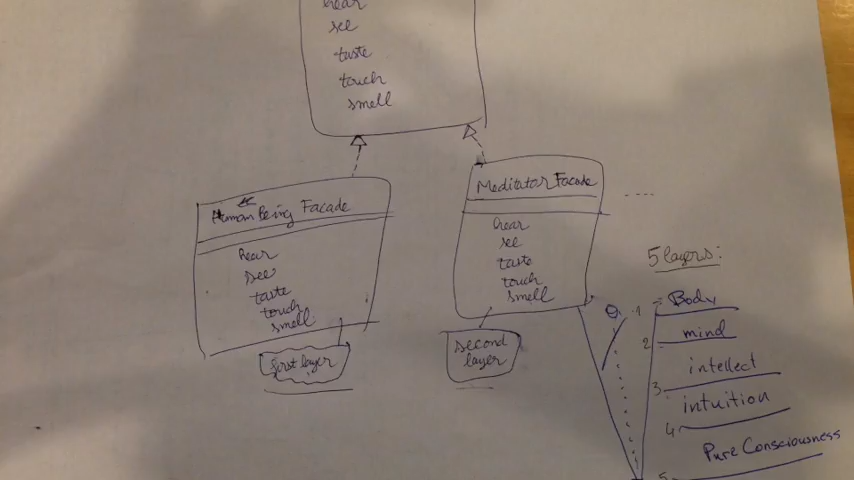 hear
see
taste
touch
smell
Human Being Facade
hear
see
taste
touch
smell
first layer
Meditator Facade
hear
see
taste
touch
smell
second
layer
5 layers:
1 Body
2 mind
intellect
3
intuition
4
Pure Consciousness
5